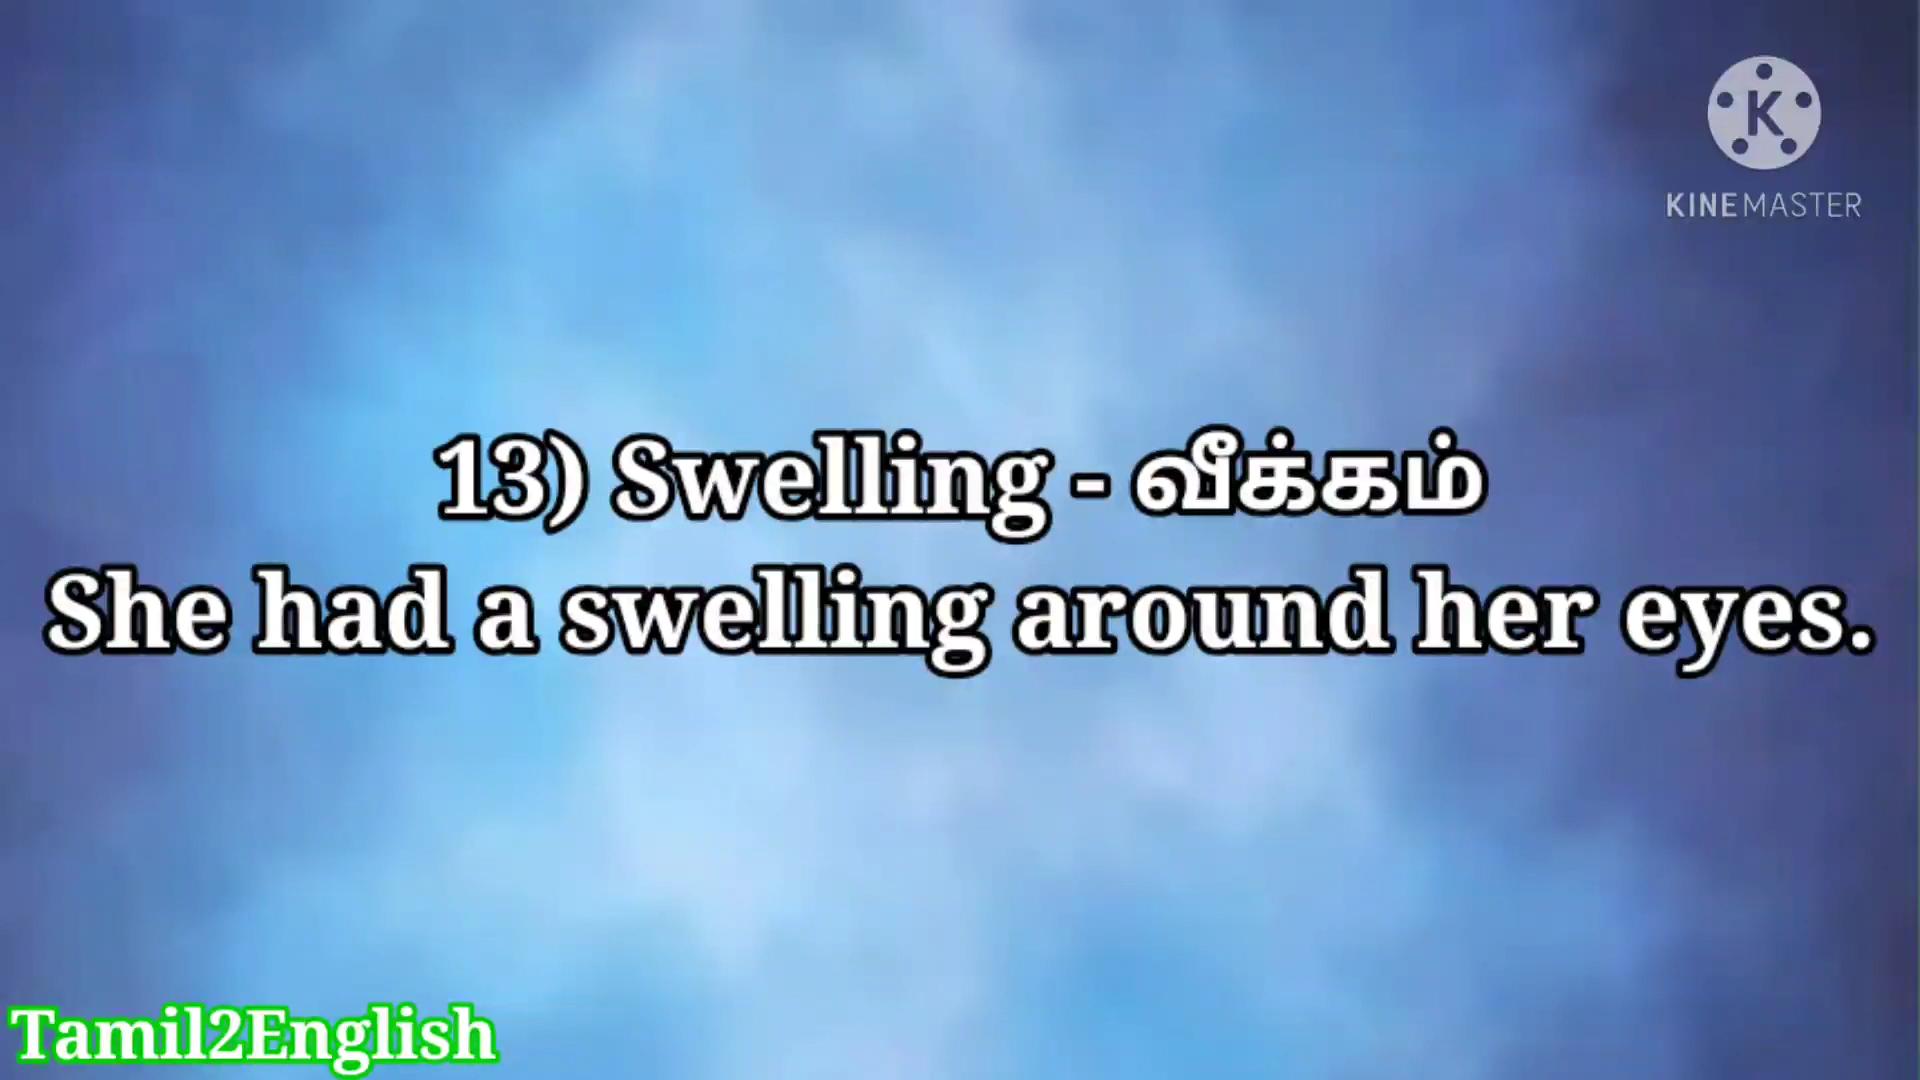 K
KINEMASTER
13) Swelling - வீக்கம்
She had a swelling around her eyes.
Tamil2English